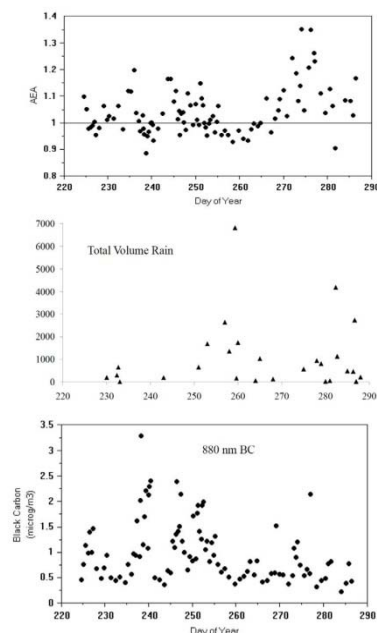 1.4
1.3
1.2
AEA
1.1
1
0.9
0.8
220 230 240 250 260 270 280 290
Day of Year
7000
Total Volume Rain
6000
5000
4000
3000
2000
1000
0
220 230 240 250 260 270 280 290
3.5
880 nm BC
3
2.5
Black Carbon
(microg/m3)
2
1.5
1
0.5
0
220 230 240 250 260 270 280 290
Day of Year